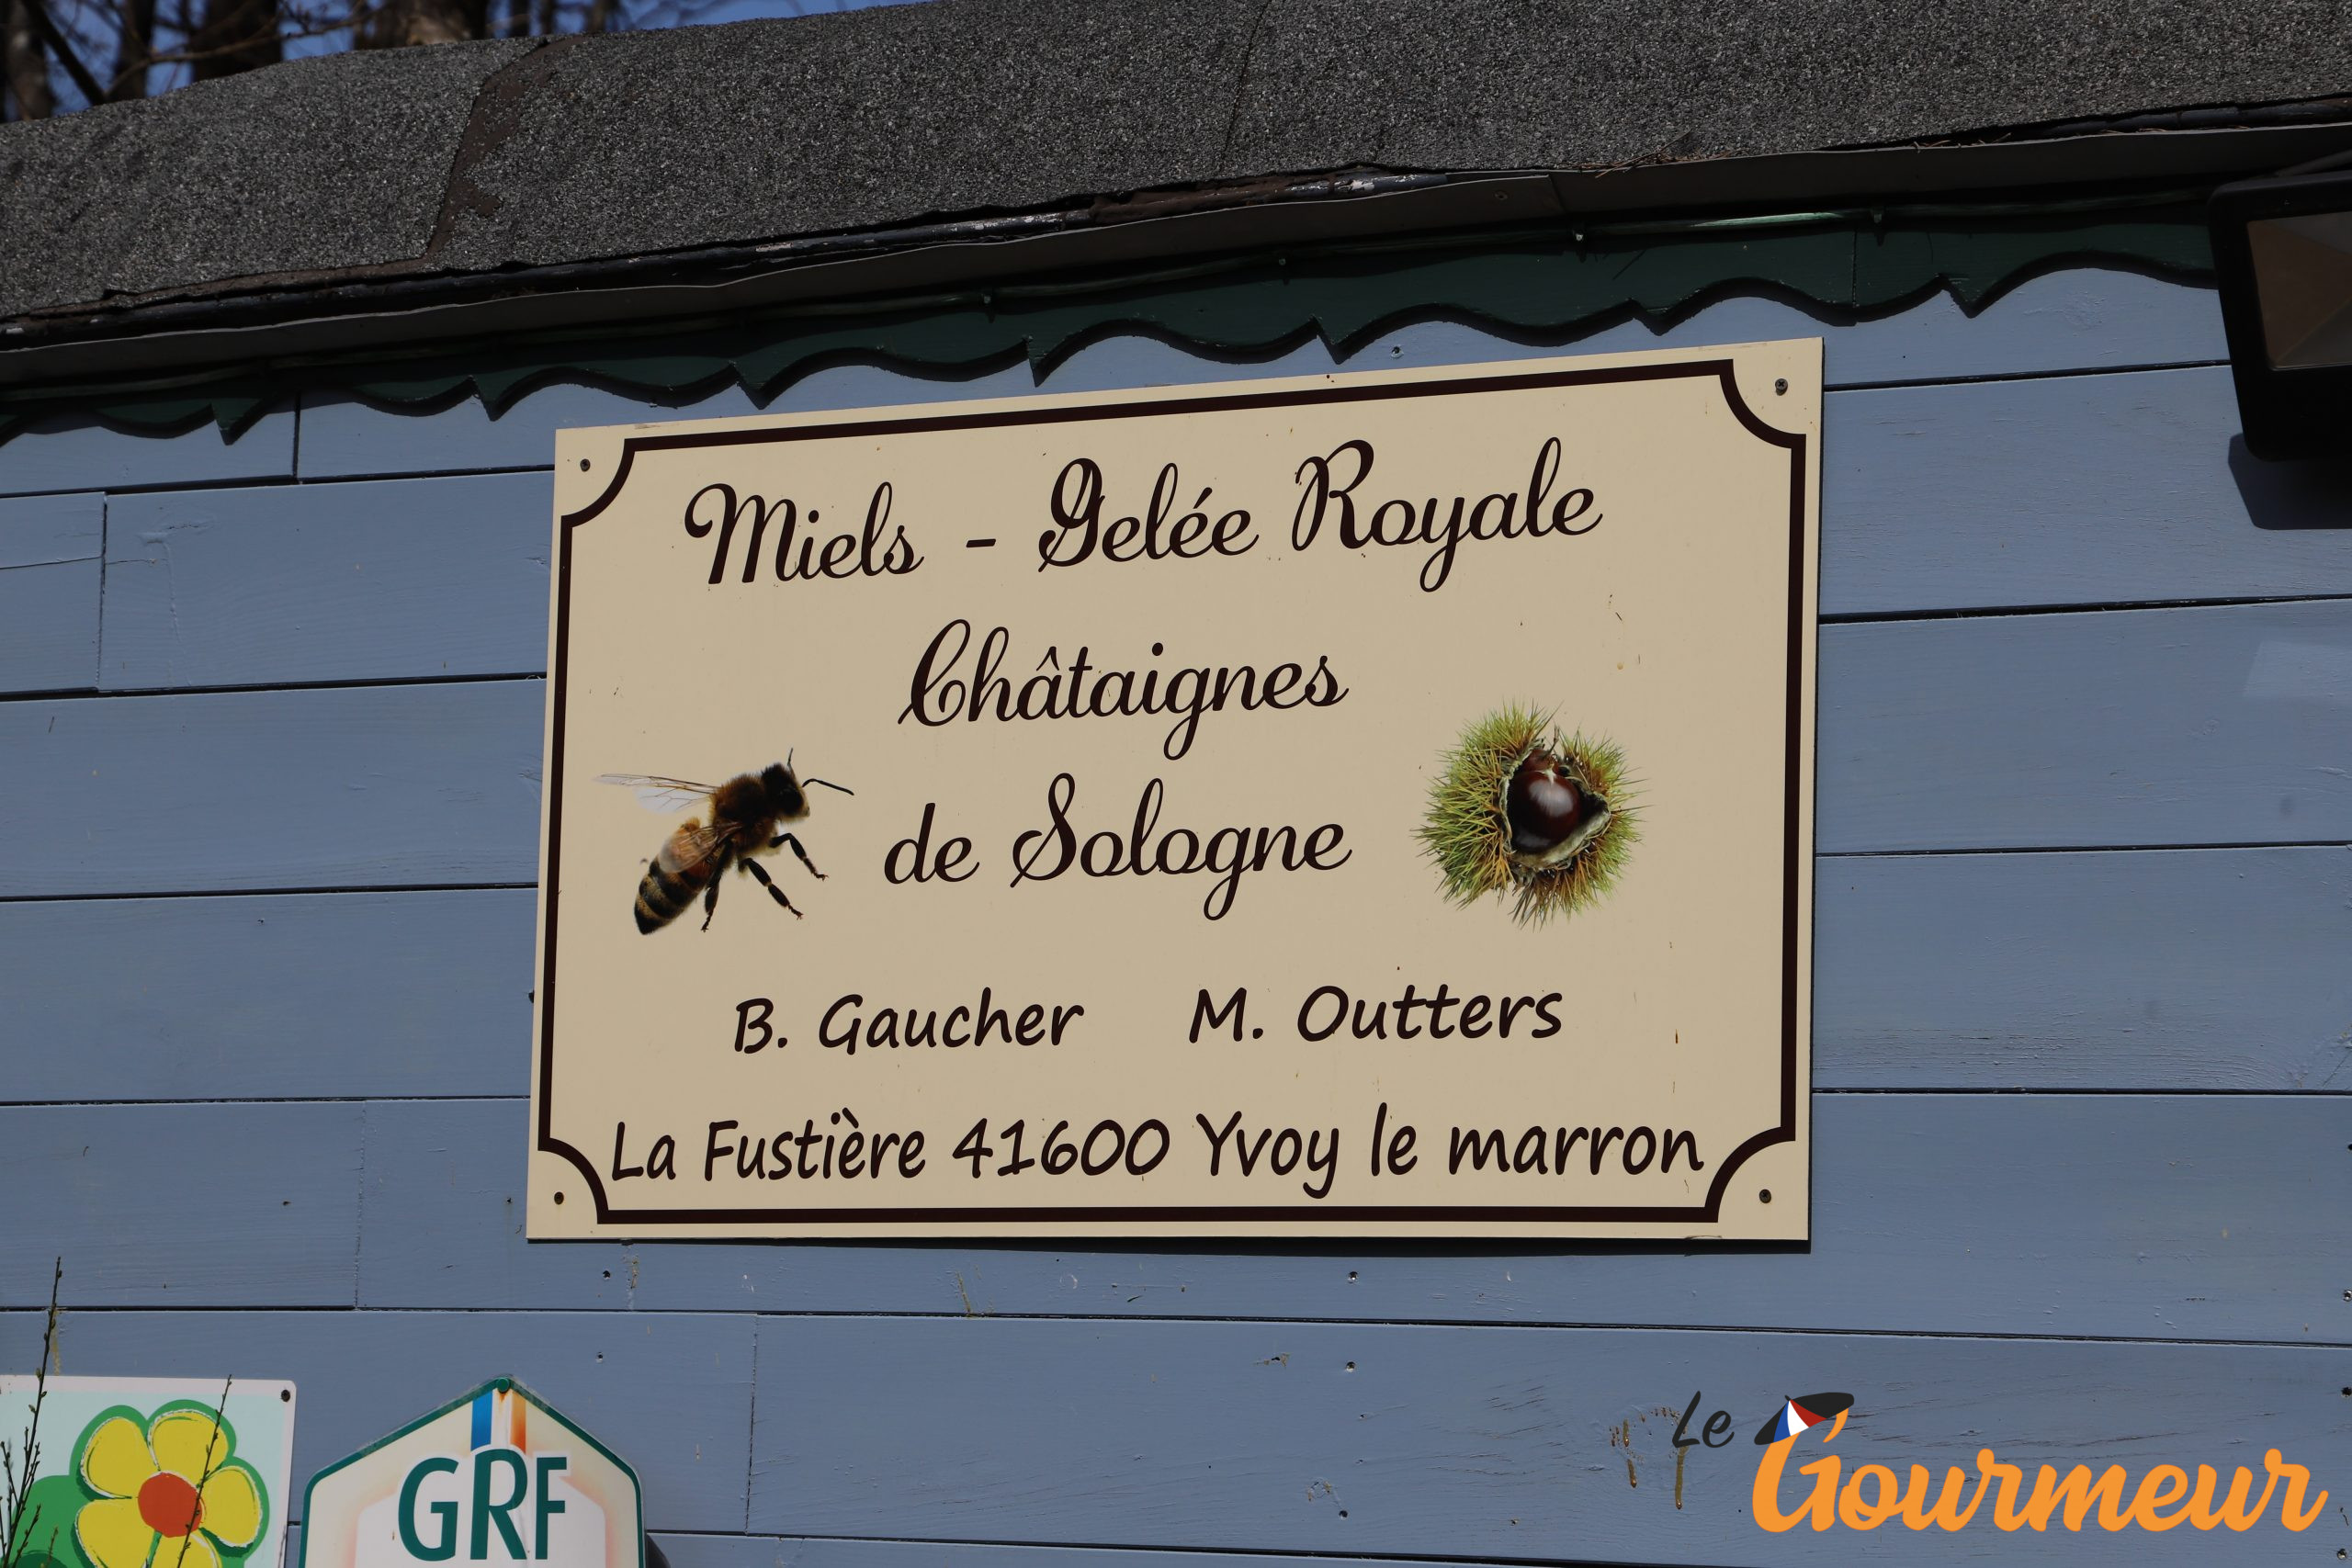 Miels - Gelée Royale
Châtaignes
de Sologne
B. Gaucher M. Outters
La Fustière 41600 Yvoy le marron
GRF
Le
Gourmeur